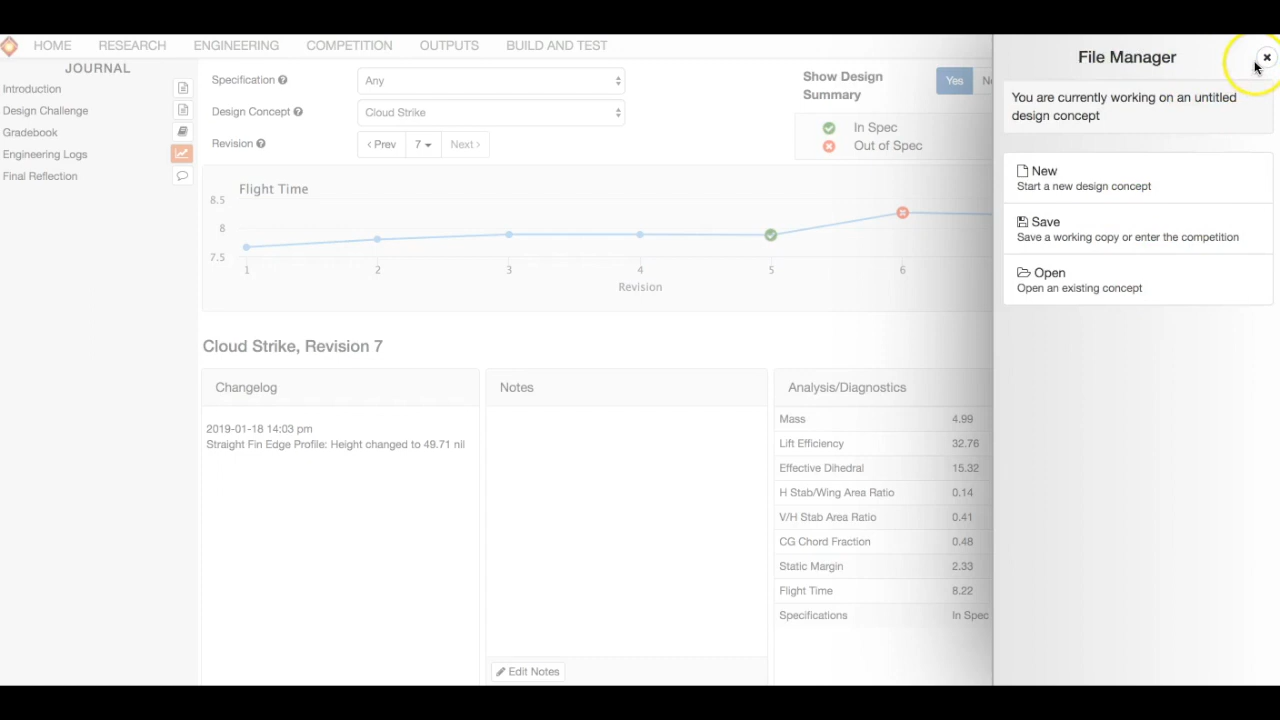 HOME RESEARCH ENGINEERING COMPETITION OUTPUTS BUILD AND TEST
JOURNAL
Introduction
Design Challenge
Gradebook
Engineering Logs
Final Reflection
Specification
Any
Design Concept
Cloud Strike
Revision
‹ Prev 7 Next ›
Show Design
Summary
Yes
In Spec
Out of Spec
Flight Time
8.5
8
7.5
1 2 3 4 5 6
Revision
Cloud Strike, Revision 7
Changelog
2019-01-18 14:03 pm
Straight Fin Edge Profile: Height changed to 49.71 nil
Notes
Edit Notes
Analysis/Diagnostics
Mass 4.99
Lift Efficiency 32.76
Effective Dihedral 15.32
H Stab/Wing Area Ratio 0.14
V/H Stab Area Ratio 0.41
CG Chord Fraction 0.48
Static Margin 2.33
Flight Time 8.22
Specifications In Spec
File Manager
You are currently working on an untitled
design concept
New
Start a new design concept
Save
Save a working copy or enter the competition
Open
Open an existing concept